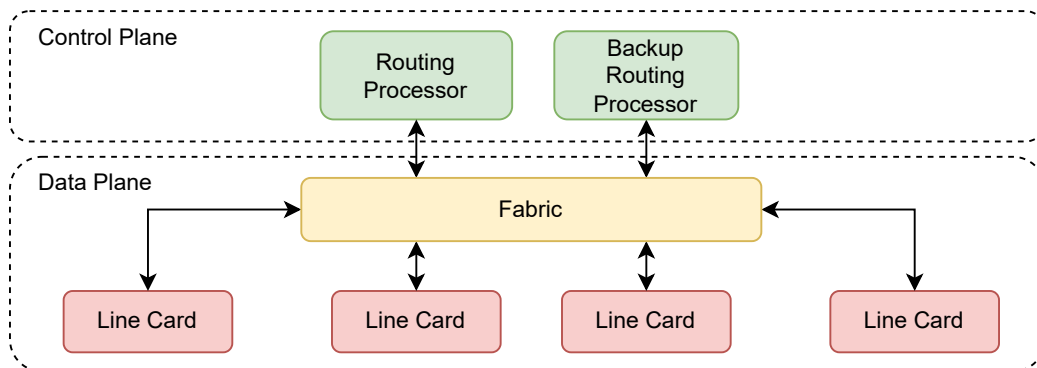 Control Plane
Routing
Processor
Backup
Routing
Processor
Data Plane
Fabric
Line Card
Line Card
Line Card
Line Card